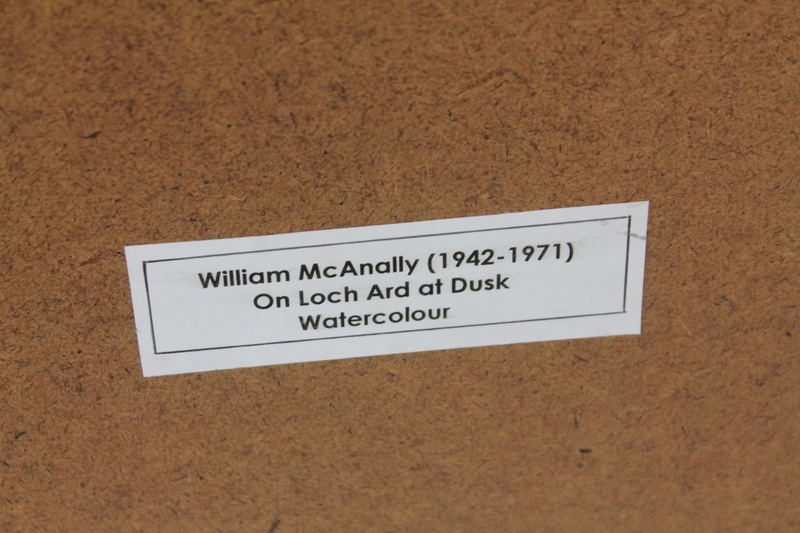 William McAnally (1942-1971)
On Loch Ard at Dusk
Watercolour